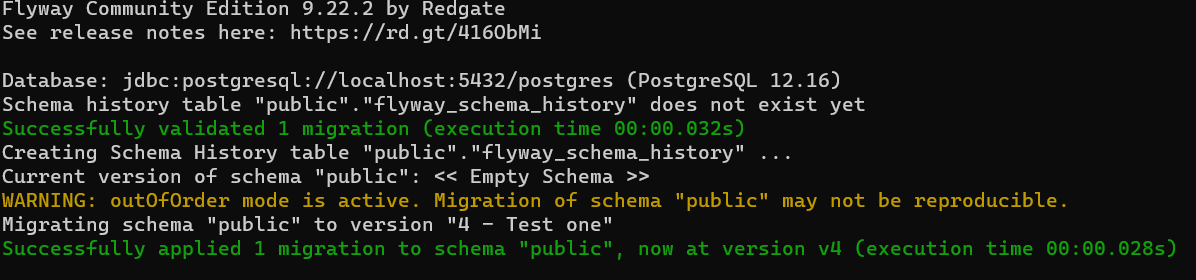 Flyway Community Edition 9.22.2 by Redgate
See release notes here: https://rd.gt/416ObMi
Database: jdbc:postgresql://localhost:5432/postgres (PostgreSQL 12.16)
Schema history table "public"."flyway_schema_history" does not exist yet
Successfully validated 1 migration (execution time 00:00.032s)
Creating Schema History table "public"."flyway_schema_history" ...
Current version of schema "public": << Empty Schema >>
WARNING: outOfOrder mode is active. Migration of schema "public" may not be reproducible.
Migrating schema "public" to version "4 - Test one"
Successfully applied 1 migration to schema "public", now at version v4 (execution time 00:00.028s)